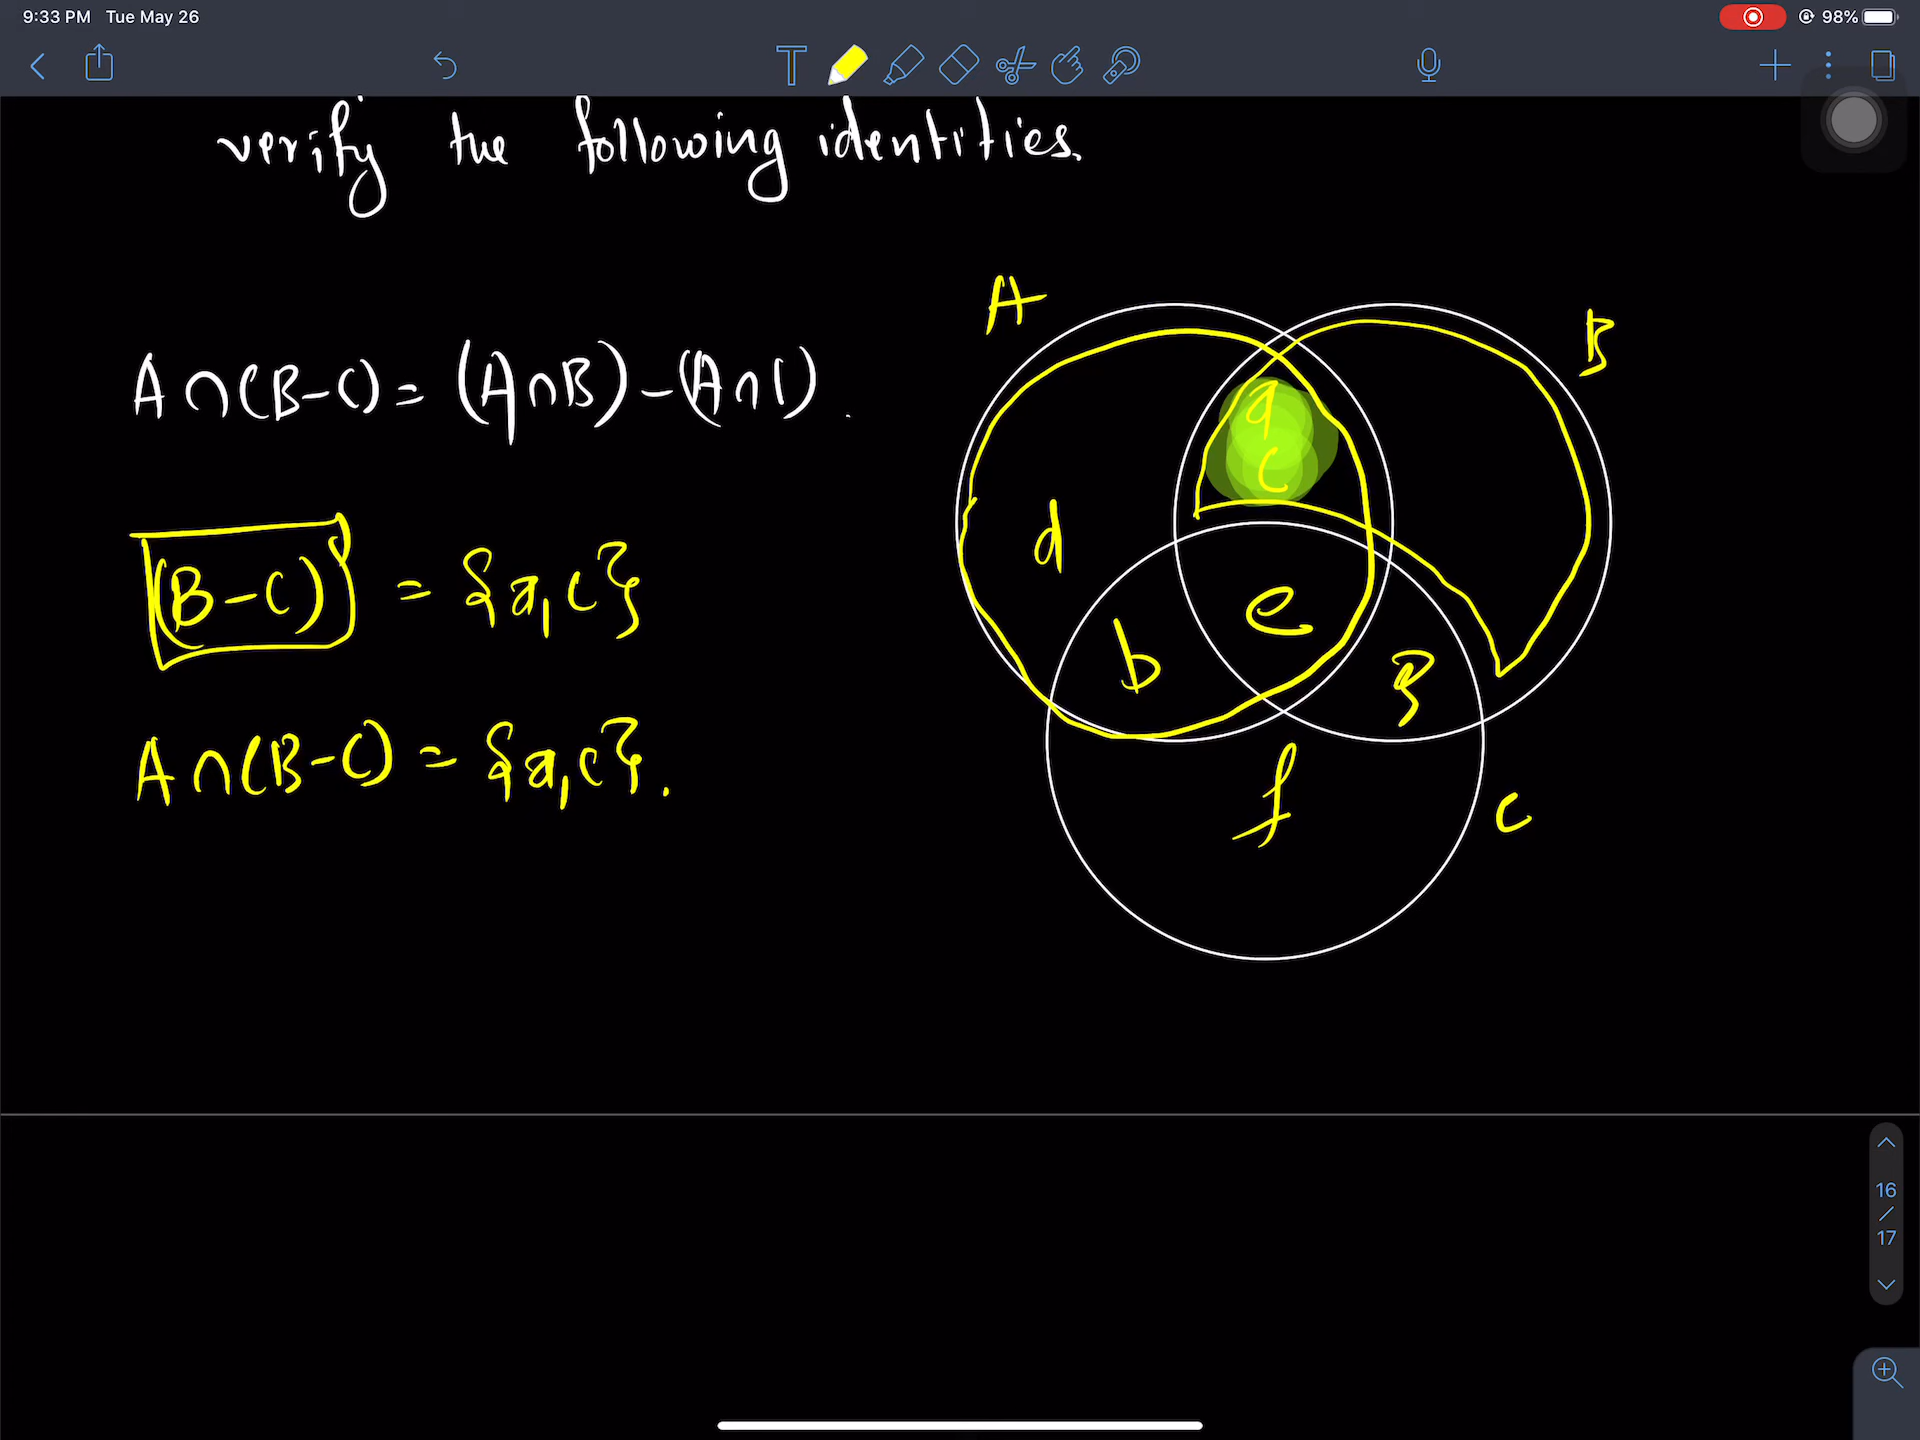 9:33 PM Tue May 26
98%
verify the following identities.
A∩(B-C) = (A∩B) - (A∩C).
(B-C) = {a, c}
A∩(B-C) = {a, c}.
A
B
a
c
d
e
b
g
f
C
16
/
17